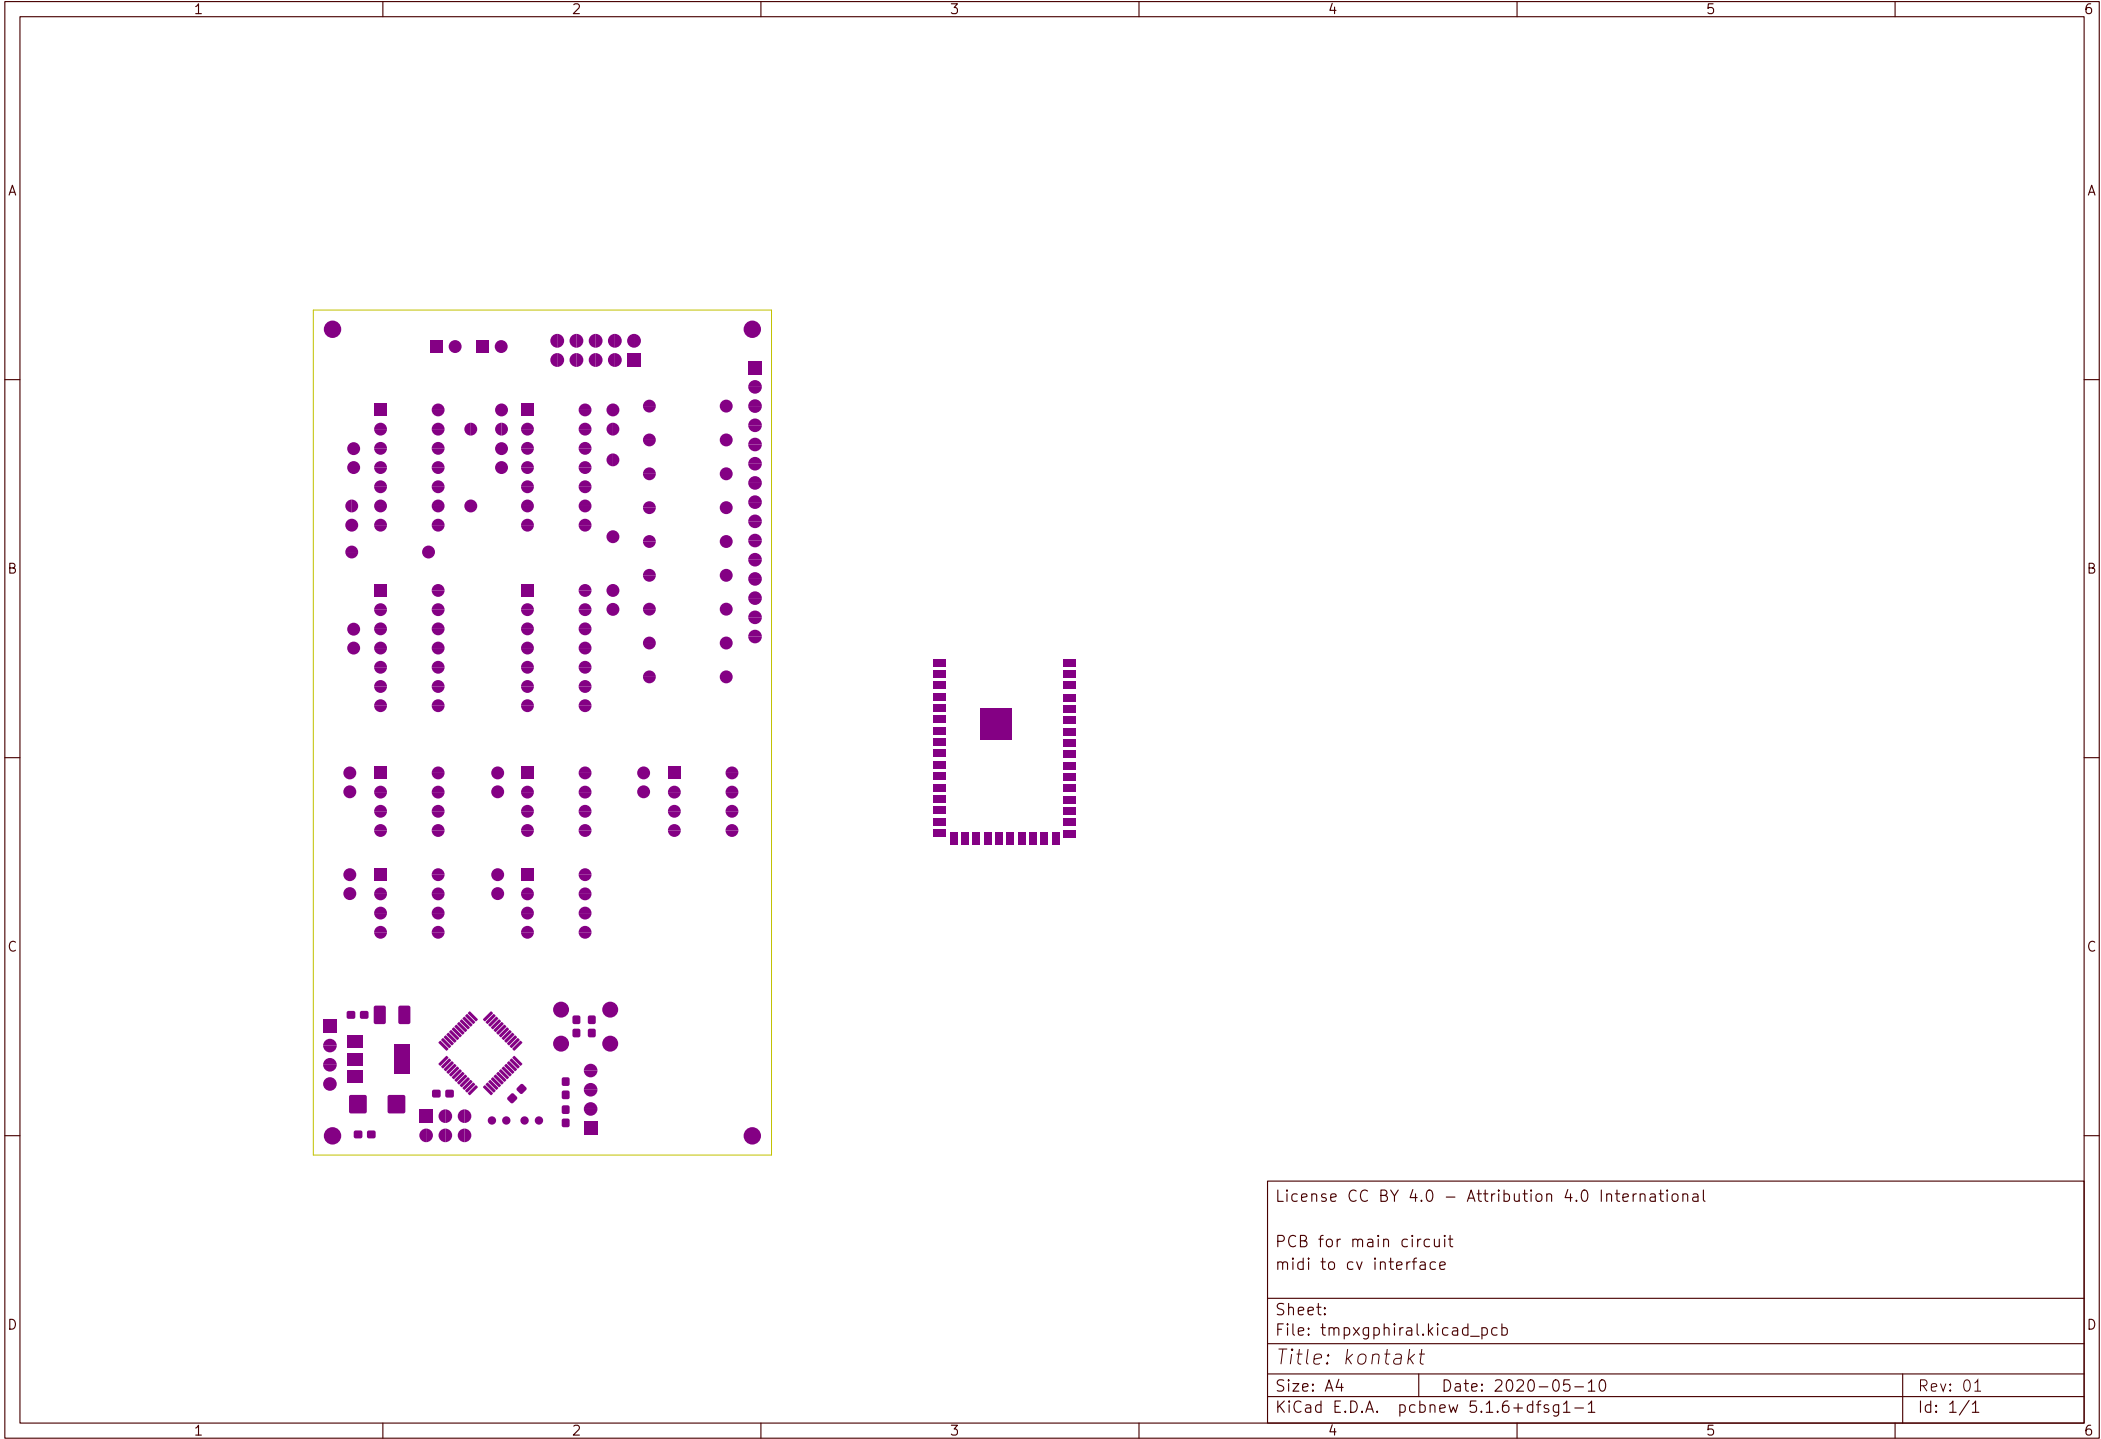 1 2 3 4 5 6
A A
B B
C C
D D
License CC BY 4.0 – Attribution 4.0 International
PCB for main circuit
midi to cv interface
Sheet:
File: tmpxgphiral.kicad_pcb
Title: kontakt
Size: A4 Date: 2020–05–10 Rev: 01
KiCad E.D.A. pcbnew 5.1.6+dfsg1–1 Id: 1/1
1 2 3 4 5 6